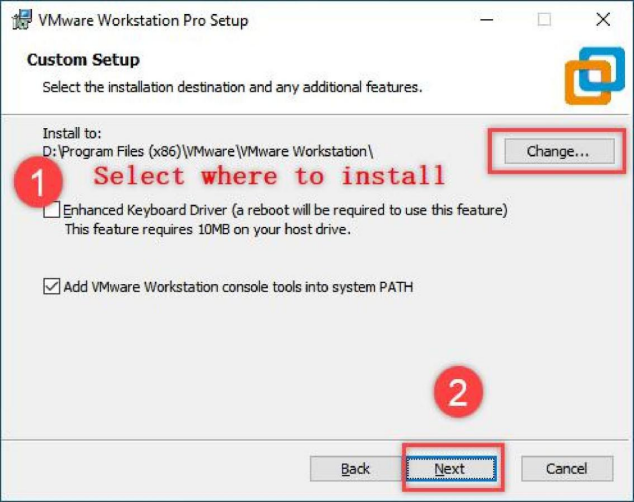 VMware Workstation Pro Setup
Custom Setup
Select the installation destination and any additional features.
Install to:
D:\Program Files (x86)\VMware\VMware Workstation\
Change...
1 Select where to install
Enhanced Keyboard Driver (a reboot will be required to use this feature)
This feature requires 10MB on your host drive.
Add VMware Workstation console tools into system PATH
2
Back Next Cancel